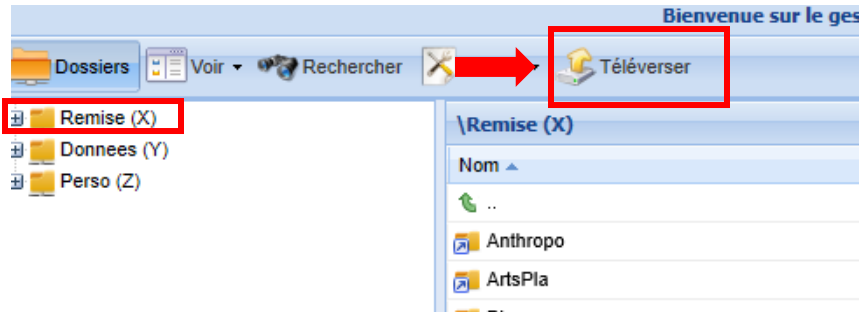 Bienvenue sur le ges
Dossiers Voir Rechercher Téléverser
Remise (X)
Donnees (Y)
Perso (Z)
\Remise (X)
Nom
..
Anthropo
ArtsPla